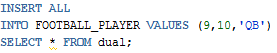 INSERT ALL
INTO FOOTBALL_PLAYER VALUES (9,10,'QB')
SELECT * FROM dual;